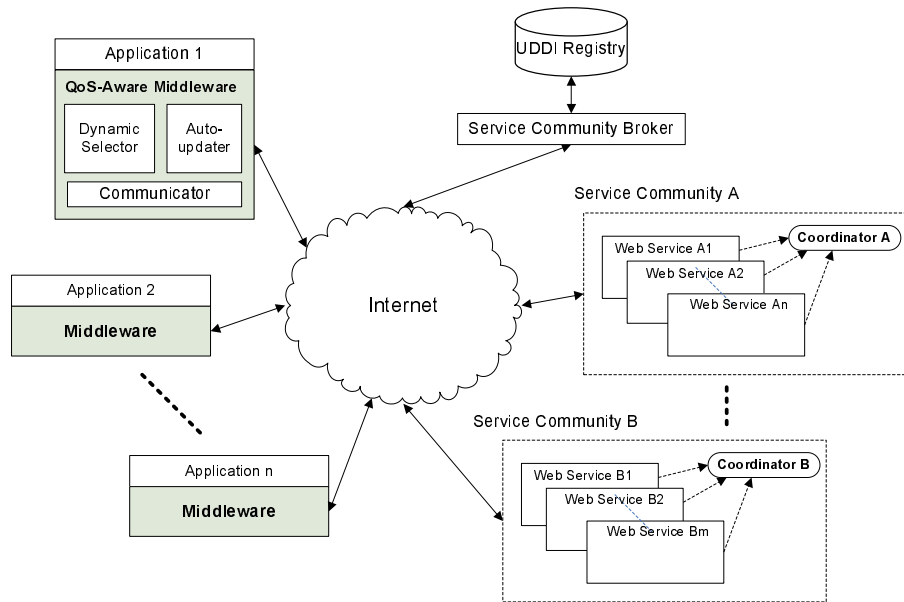 Application 1
QoS-Aware Middleware
Dynamic
Selector
Auto-
updater
Communicator
UDDI Registry
Service Community Broker
Service Community A
Web Service A1
Web Service A2
Web Service An
Coordinator A
Application 2
Middleware
Internet
Application n
Middleware
Service Community B
Web Service B1
Web Service B2
Web Service Bm
Coordinator B